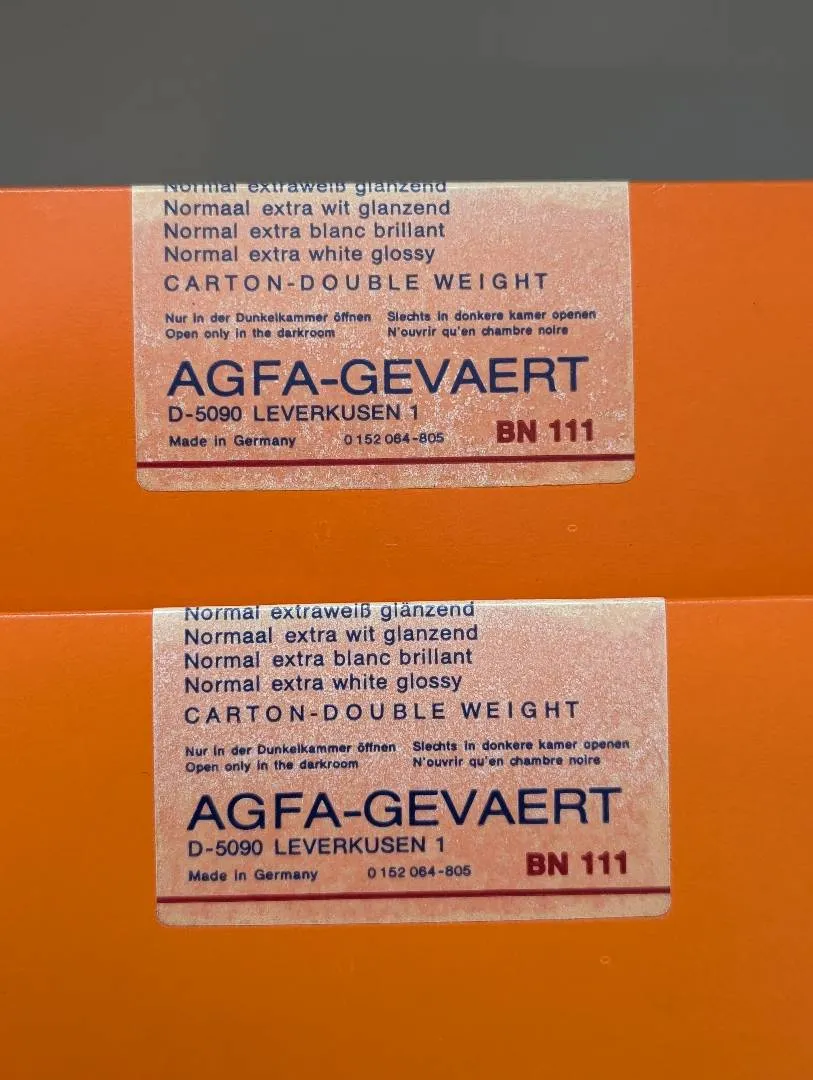 Normal extraweiß glänzend
Normaal extra wit glanzend
Normal extra blanc brillant
Normal extra white glossy
CARTON-DOUBLE WEIGHT
Nur in der Dunkelkammer öffnen Slechts in donkere kamer openen
Open only in the darkroom N'ouvrir qu'en chambre noire
AGFA-GEVAERT
D-5090 LEVERKUSEN 1
Made in Germany 0 152 064-805 BN 111
Normal extraweiß glänzend
Normaal extra wit glanzend
Normal extra blanc brillant
Normal extra white glossy
CARTON-DOUBLE WEIGHT
Nur in der Dunkelkammer öffnen Slechts in donkere kamer openen
Open only in the darkroom N'ouvrir qu'en chambre noire
AGFA-GEVAERT
D-5090 LEVERKUSEN 1
Made in Germany 0 152 064-805 BN 111